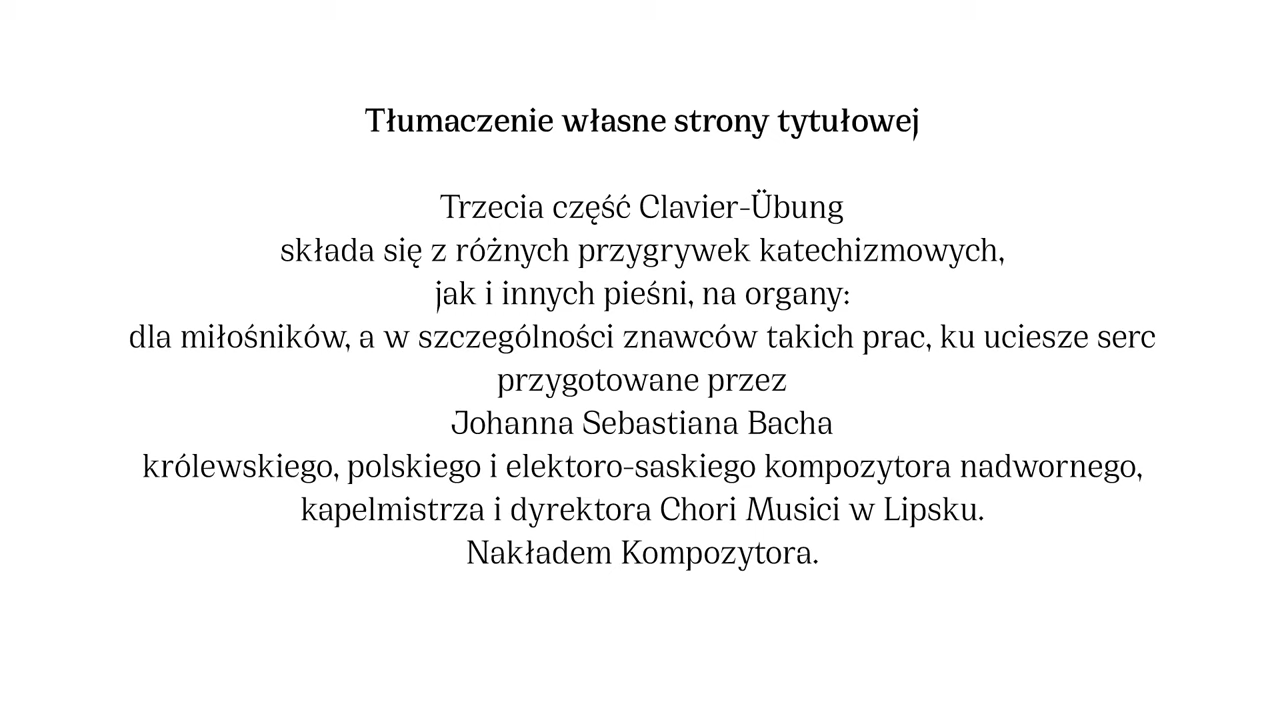 Tłumaczenie własne strony tytułowej
Trzecia część Clavier-Übung
składa się z różnych przygrywek katechizmowych,
jak i innych pieśni, na organy:
dla miłośników, a w szczególności znawców takich prac, ku uciesze serc
przygotowane przez
Johanna Sebastiana Bacha
królewskiego, polskiego i elektoro-saskiego kompozytora nadwornego,
kapelmistrza i dyrektora Chori Musici w Lipsku.
Nakładem Kompozytora.